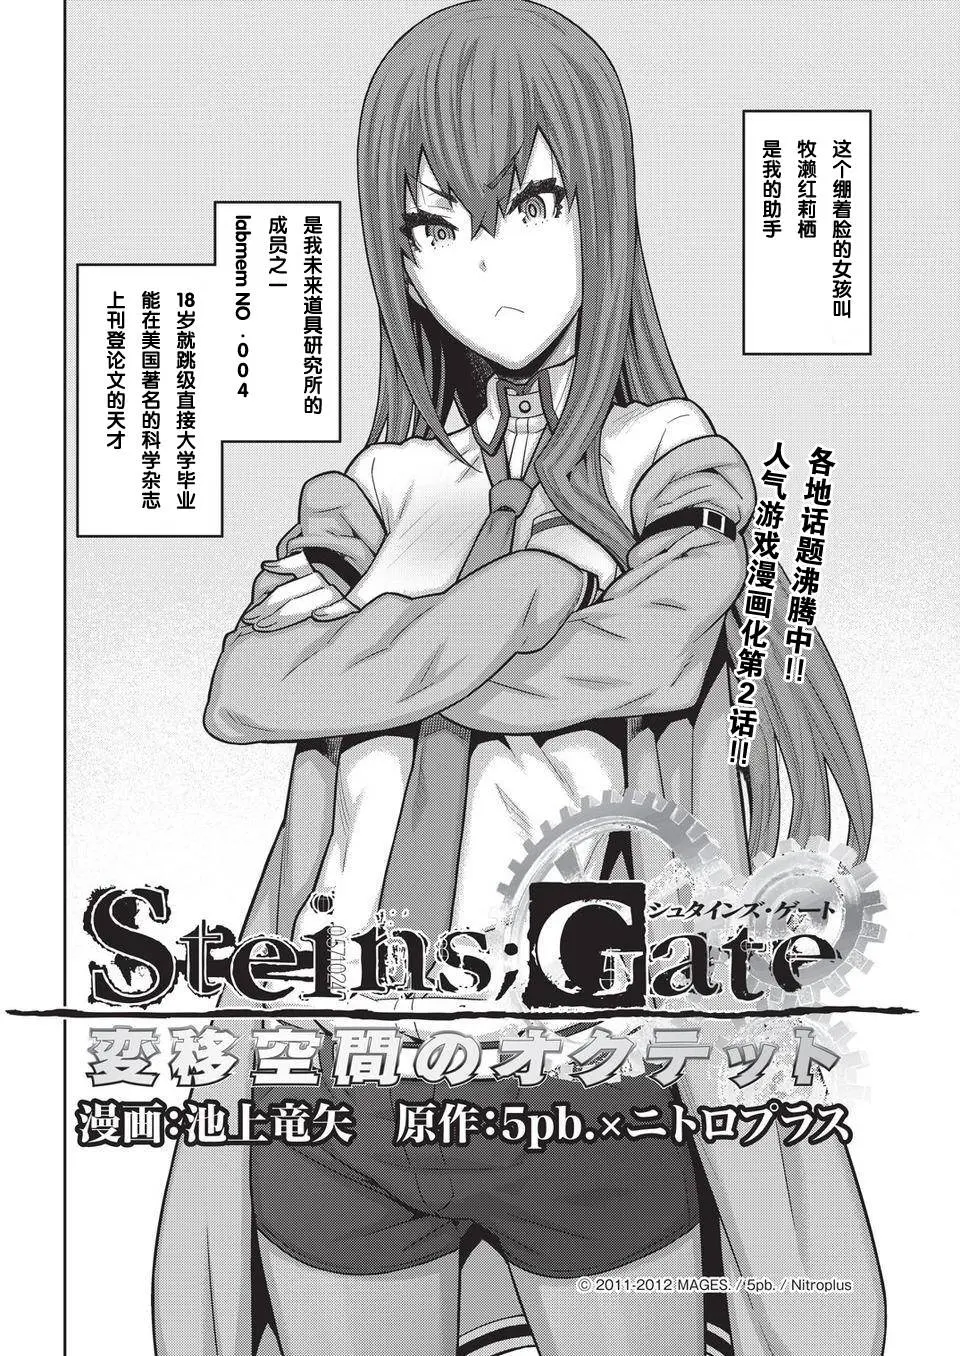 这个绷着脸的女孩叫
牧濑红莉栖
是我的助手
是我未来道具研究所的
成员之一
labmem NO・004
18岁就跳级直接大学毕业
能在美国著名的科学杂志
上刊登论文的天才
各地话题沸腾中!!
人气游戏漫画化第2话!!
シュタインズ・ゲート
Steins;Gate
変移空間のオクテット
漫画：池上竜矢　原作：5pb.×ニトロプラス
© 2011-2012 MAGES. / 5pb. / Nitroplus